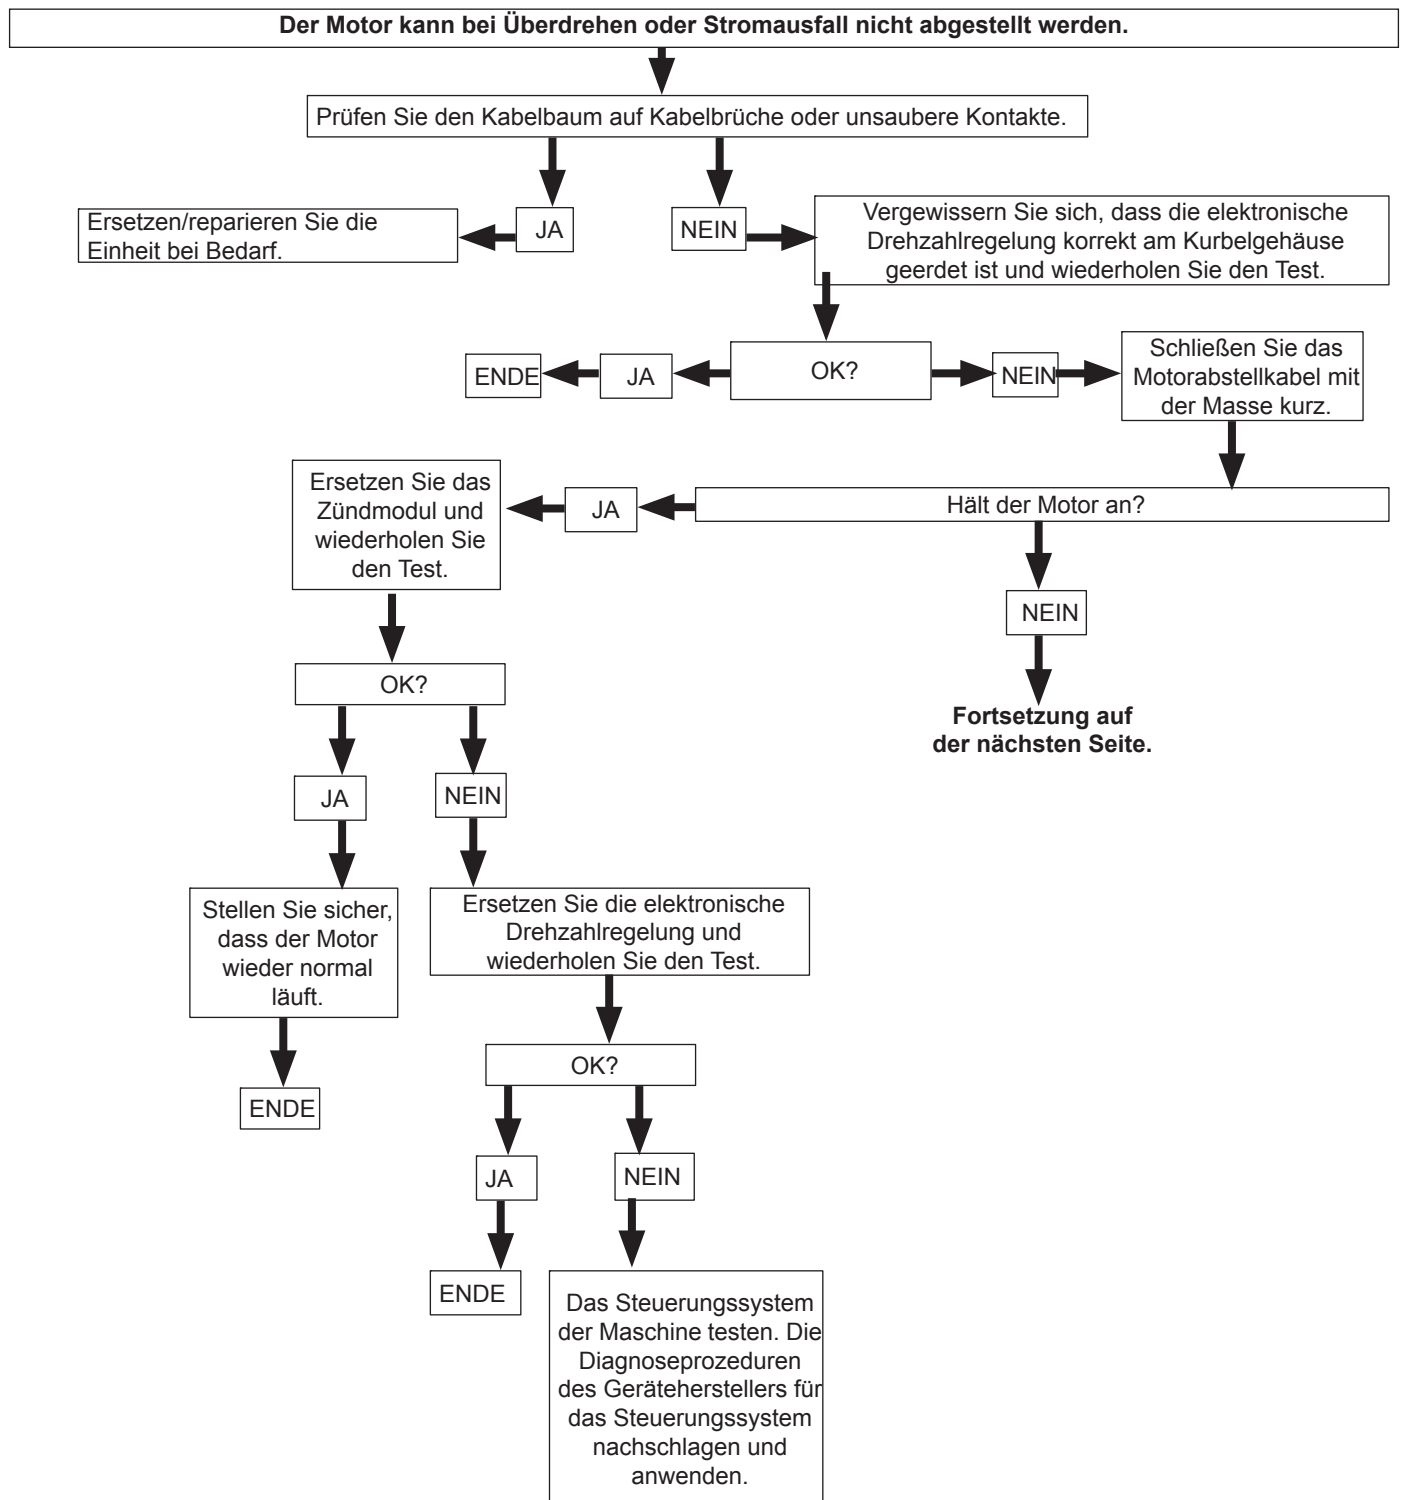 Der Motor kann bei Überdrehen oder Stromausfall nicht abgestellt werden.
Prüfen Sie den Kabelbaum auf Kabelbrüche oder unsaubere Kontakte.
Ersetzen/reparieren Sie die
Einheit bei Bedarf.
JA
NEIN
Vergewissern Sie sich, dass die elektronische
Drehzahlregelung korrekt am Kurbelgehäuse
geerdet ist und wiederholen Sie den Test.
ENDE
JA
OK?
NEIN
Schließen Sie das
Motorabstellkabel mit
der Masse kurz.
Ersetzen Sie das
Zündmodul und
wiederholen Sie
den Test.
JA
Hält der Motor an?
NEIN
Fortsetzung auf
der nächsten Seite.
OK?
JA
NEIN
Stellen Sie sicher,
dass der Motor
wieder normal
läuft.
Ersetzen Sie die elektronische
Drehzahlregelung und
wiederholen Sie den Test.
ENDE
OK?
JA
NEIN
ENDE
Das Steuerungssystem
der Maschine testen. Die
Diagnoseprozeduren
des Geräteherstellers für
das Steuerungssystem
nachschlagen und
anwenden.